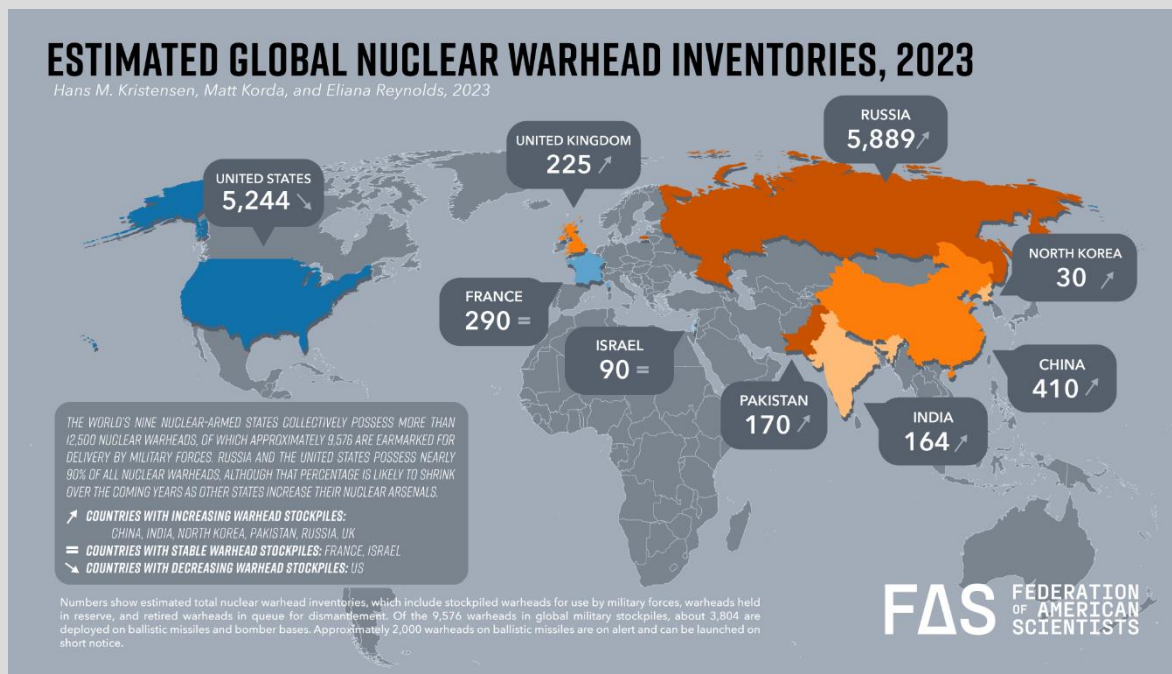 ESTIMATED GLOBAL NUCLEAR WARHEAD INVENTORIES, 2023
Hans M. Kristensen, Matt Korda, and Eliana Reynolds, 2023
RUSSIA
5,889
UNITED KINGDOM
225
UNITED STATES
5,244
NORTH KOREA
30
FRANCE
290 =
ISRAEL
90 =
CHINA
410
PAKISTAN
170
INDIA
164
THE WORLD'S NINE NUCLEAR-ARMED STATES COLLECTIVELY POSSESS MORE THAN
12,500 NUCLEAR WARHEADS, OF WHICH APPROXIMATELY 9,576 ARE EARMARKED FOR
DELIVERY BY MILITARY FORCES. RUSSIA AND THE UNITED STATES POSSESS NEARLY
90% OF ALL NUCLEAR WARHEADS, ALTHOUGH THAT PERCENTAGE IS LIKELY TO SHRINK
OVER THE COMING YEARS AS OTHER STATES INCREASE THEIR NUCLEAR ARSENALS.
COUNTRIES WITH INCREASING WARHEAD STOCKPILES:
CHINA, INDIA, NORTH KOREA, PAKISTAN, RUSSIA, UK
= COUNTRIES WITH STABLE WARHEAD STOCKPILES: FRANCE, ISRAEL
COUNTRIES WITH DECREASING WARHEAD STOCKPILES: US
Numbers show estimated total nuclear warhead inventories, which include stockpiled warheads for use by military forces, warheads held
in reserve, and retired warheads in queue for dismantlement. Of the 9,576 warheads in global military stockpiles, about 3,804 are
deployed on ballistic missiles and bomber bases. Approximately 2,000 warheads on ballistic missiles are on alert and can be launched on
short notice.
FAS
FEDERATION
OF AMERICAN
SCIENTISTS